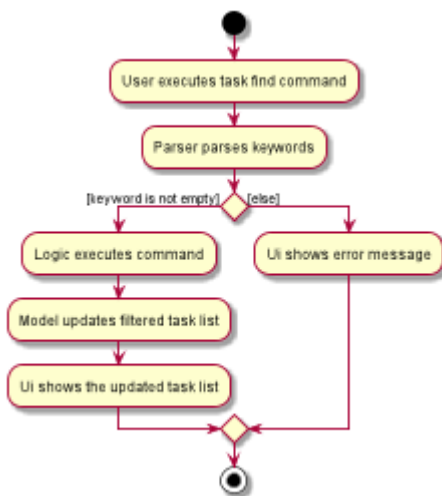 User executes task find command
Parser parses keywords
[keyword is not empty]
[else]
Logic executes command
Ui shows error message
Model updates filtered task list
Ui shows the updated task list